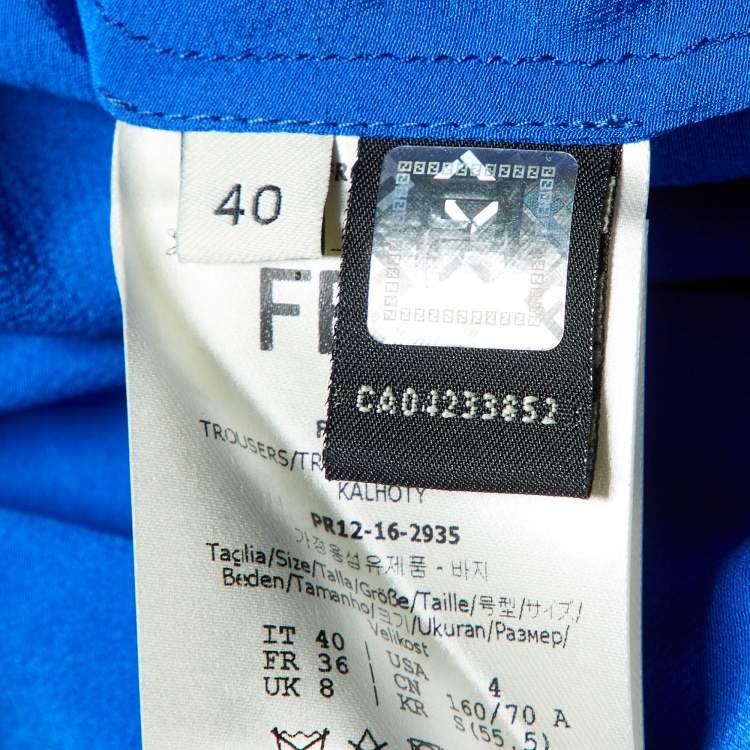 40
CA04233852
TROUSERS/TR
KALHOTY
PR12-16-2935
가정용섬유제품 - 바지
Taglia/Size/Talla/Größe/Taille/号型/サイズ/
Beden/Tamanho/크기/Ukuran/Размер/
Velikost
IT 40
FR 36 | USA 4
UK 8 | CN 160/70 A
KR S(55.5)